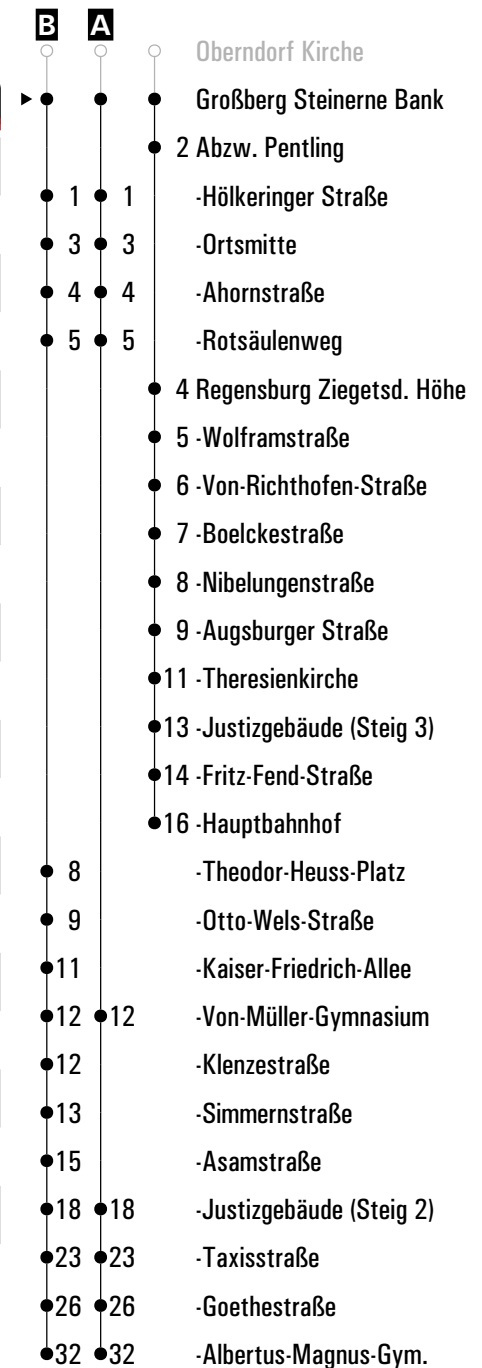 B A
Oberndorf Kirche
Großberg Steinerne Bank
2 Abzw. Pentling
1 1 -Hölkeringer Straße
3 3 -Ortsmitte
4 4 -Ahornstraße
5 5 -Rotsäulenweg
4 Regensburg Ziegetsd. Höhe
5 -Wolframstraße
6 -Von-Richthofen-Straße
7 -Boelckestraße
8 -Nibelungenstraße
9 -Augsburger Straße
11 -Theresienkirche
13 -Justizgebäude (Steig 3)
14 -Fritz-Fend-Straße
16 -Hauptbahnhof
8 -Theodor-Heuss-Platz
9 -Otto-Wels-Straße
11 -Kaiser-Friedrich-Allee
12 12 -Von-Müller-Gymnasium
12 -Klenzestraße
13 -Simmernstraße
15 -Asamstraße
18 18 -Justizgebäude (Steig 2)
23 23 -Taxisstraße
26 26 -Goethestraße
32 32 -Albertus-Magnus-Gym.